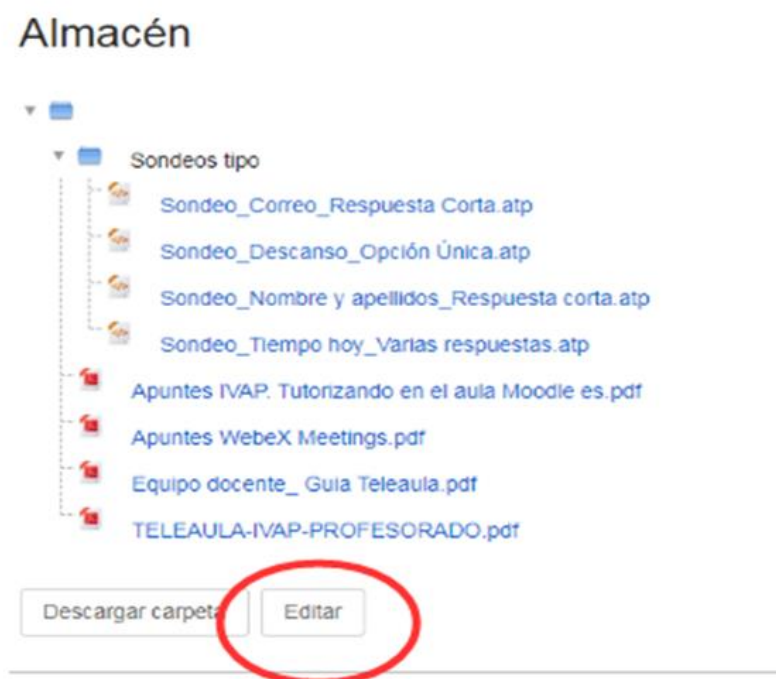 Almacén
Sondeos tipo
Sondeo_Correo_Respuesta Corta.atp
Sondeo_Descanso_Opción Única.atp
Sondeo_Nombre y apellidos_Respuesta corta.atp
Sondeo_Tiempo hoy_Varias respuestas.atp
Apuntes IVAP. Tutorizando en el aula Moodle es.pdf
Apuntes WebeX Meetings.pdf
Equipo docente_ Guia Teleaula.pdf
TELEAULA-IVAP-PROFESORADO.pdf
Descargar carpeta Editar